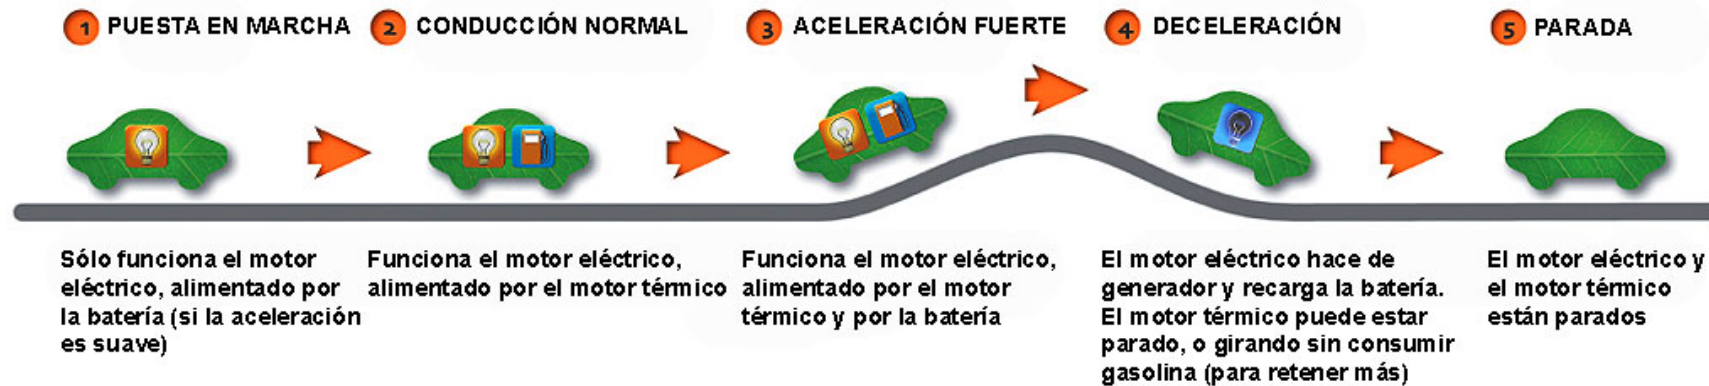 1 PUESTA EN MARCHA
2 CONDUCCIÓN NORMAL
3 ACELERACIÓN FUERTE
4 DECELERACIÓN
5 PARADA
Sólo funciona el motor
eléctrico, alimentado por
la batería (si la aceleración
es suave)
Funciona el motor eléctrico,
alimentado por el motor térmico
Funciona el motor eléctrico,
alimentado por el motor
térmico y por la batería
El motor eléctrico hace de
generador y recarga la batería.
El motor térmico puede estar
parado, o girando sin consumir
gasolina (para retener más)
El motor eléctrico y
el motor térmico
están parados